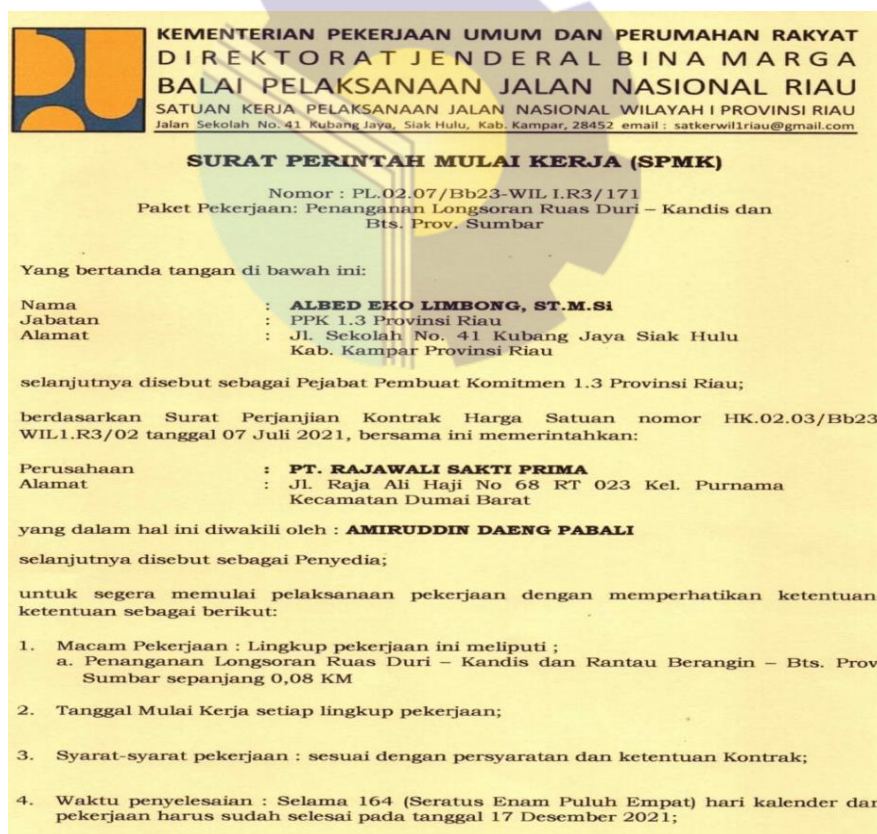 KEMENTERIAN PEKERJAAN UMUM DAN PERUMAHAN RAKYAT
DIREKTORAT JENDERAL BINA MARGA
BALAI PELAKSANAAN JALAN NASIONAL RIAU
SATUAN KERJA PELAKSANAAN JALAN NASIONAL WILAYAH I PROVINSI RIAU
Jalan Sekolah No. 41 Kubang Jaya, Siak Hulu, Kab. Kampar, 28452 email : satkerwil1riau@gmail.com
SURAT PERINTAH MULAI KERJA (SPMK)
Nomor : PL.02.07/Bb23-WIL I.R3/171
Paket Pekerjaan: Penanganan Longsoran Ruas Duri – Kandis dan
Bts. Prov. Sumbar
Yang bertanda tangan di bawah ini:
Nama : ALBED EKO LIMBONG, ST.M.Si
Jabatan : PPK 1.3 Provinsi Riau
Alamat : Jl. Sekolah No. 41 Kubang Jaya Siak Hulu
Kab. Kampar Provinsi Riau
selanjutnya disebut sebagai Pejabat Pembuat Komitmen 1.3 Provinsi Riau;
berdasarkan Surat Perjanjian Kontrak Harga Satuan nomor HK.02.03/Bb23
WIL1.R3/02 tanggal 07 Juli 2021, bersama ini memerintahkan:
Perusahaan : PT. RAJAWALI SAKTI PRIMA
Alamat : Jl. Raja Ali Haji No 68 RT 023 Kel. Purnama
Kecamatan Dumai Barat
yang dalam hal ini diwakili oleh : AMIRUDDIN DAENG PABALI
selanjutnya disebut sebagai Penyedia;
untuk segera memulai pelaksanaan pekerjaan dengan memperhatikan ketentuan
ketentuan sebagai berikut:
1. Macam Pekerjaan : Lingkup pekerjaan ini meliputi ;
a. Penanganan Longsoran Ruas Duri – Kandis dan Rantau Berangin – Bts. Prov
Sumbar sepanjang 0,08 KM
2. Tanggal Mulai Kerja setiap lingkup pekerjaan;
3. Syarat-syarat pekerjaan : sesuai dengan persyaratan dan ketentuan Kontrak;
4. Waktu penyelesaian : Selama 164 (Seratus Enam Puluh Empat) hari kalender dan
pekerjaan harus sudah selesai pada tanggal 17 Desember 2021;